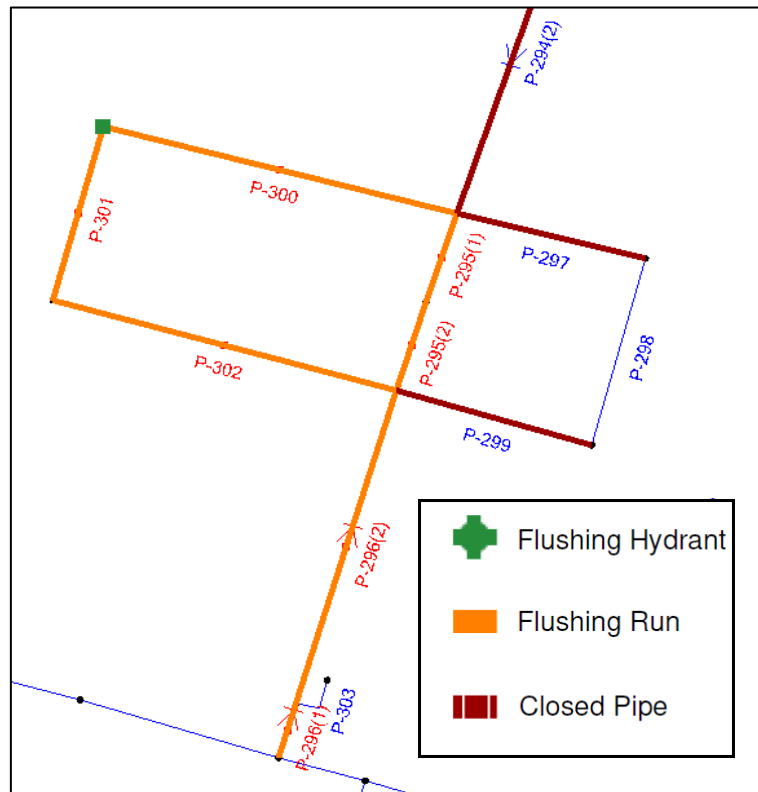 P-294(2)
P-300
P-301
P-295(1)
P-297
P-298
P-295(2)
P-302
P-299
P-296(2)
P-303
P-296(1)
Flushing Hydrant
Flushing Run
Closed Pipe